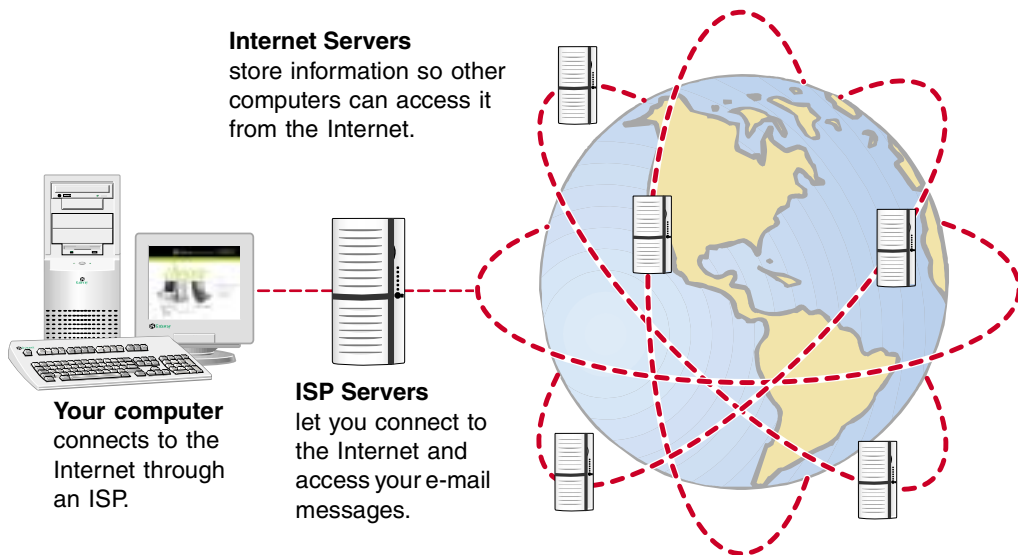 Internet Servers
store information so other
computers can access it
from the Internet.
Your computer
connects to the
Internet through
an ISP.
ISP Servers
let you connect to
the Internet and
access your e-mail
messages.